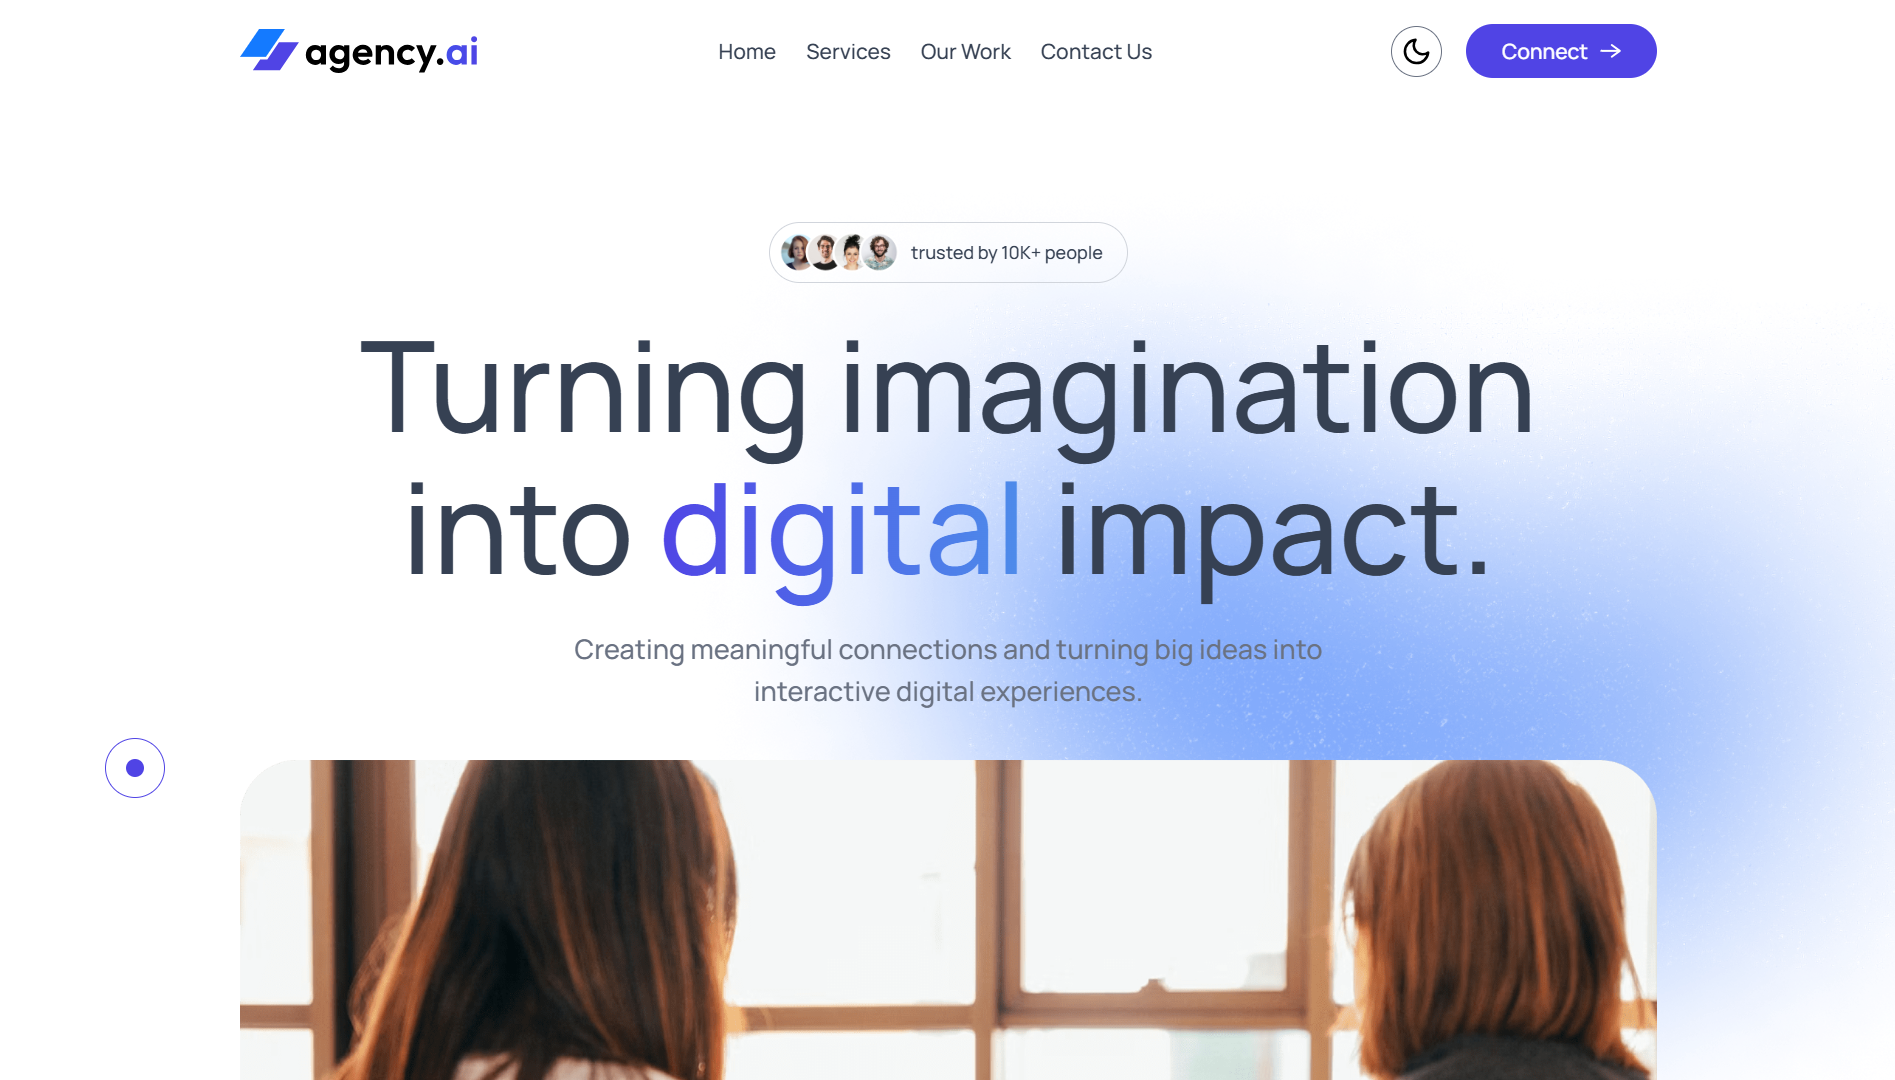 agency.ai
Home
Services
Our Work
Contact Us
Connect
trusted by 10K+ people
Turning imagination
into digital impact.
Creating meaningful connections and turning big ideas into
interactive digital experiences.